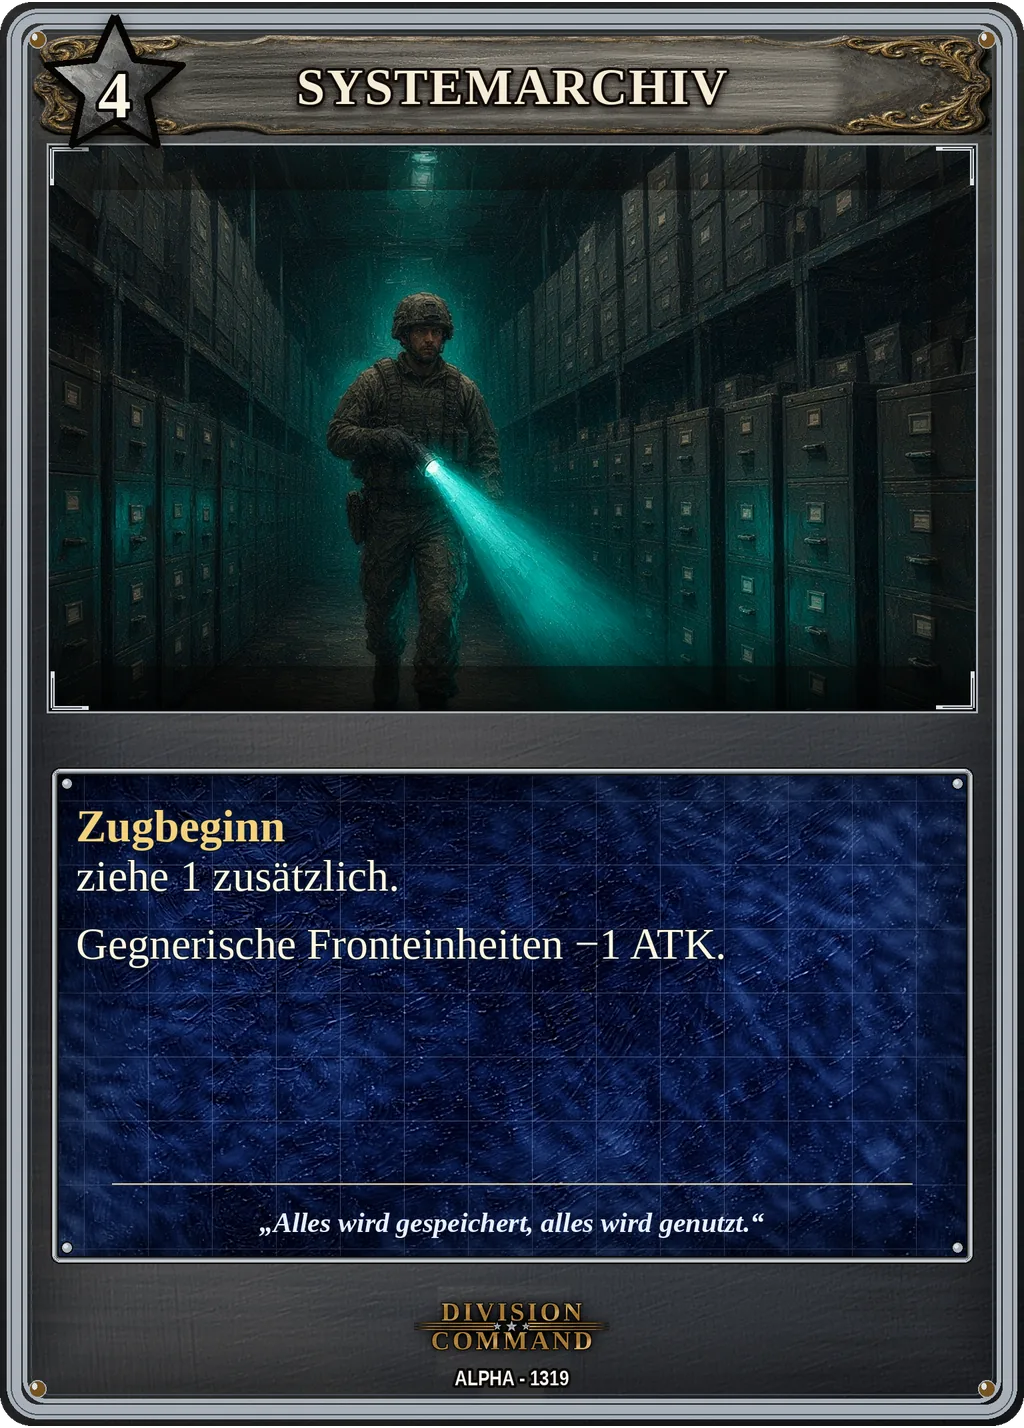 4
SYSTEMARCHIV
Zugbeginn
ziehe 1 zusätzlich.
Gegnerische Fronteinheiten −1 ATK.
„Alles wird gespeichert, alles wird genutzt.“
DIVISION
COMMAND
ALPHA - 1319